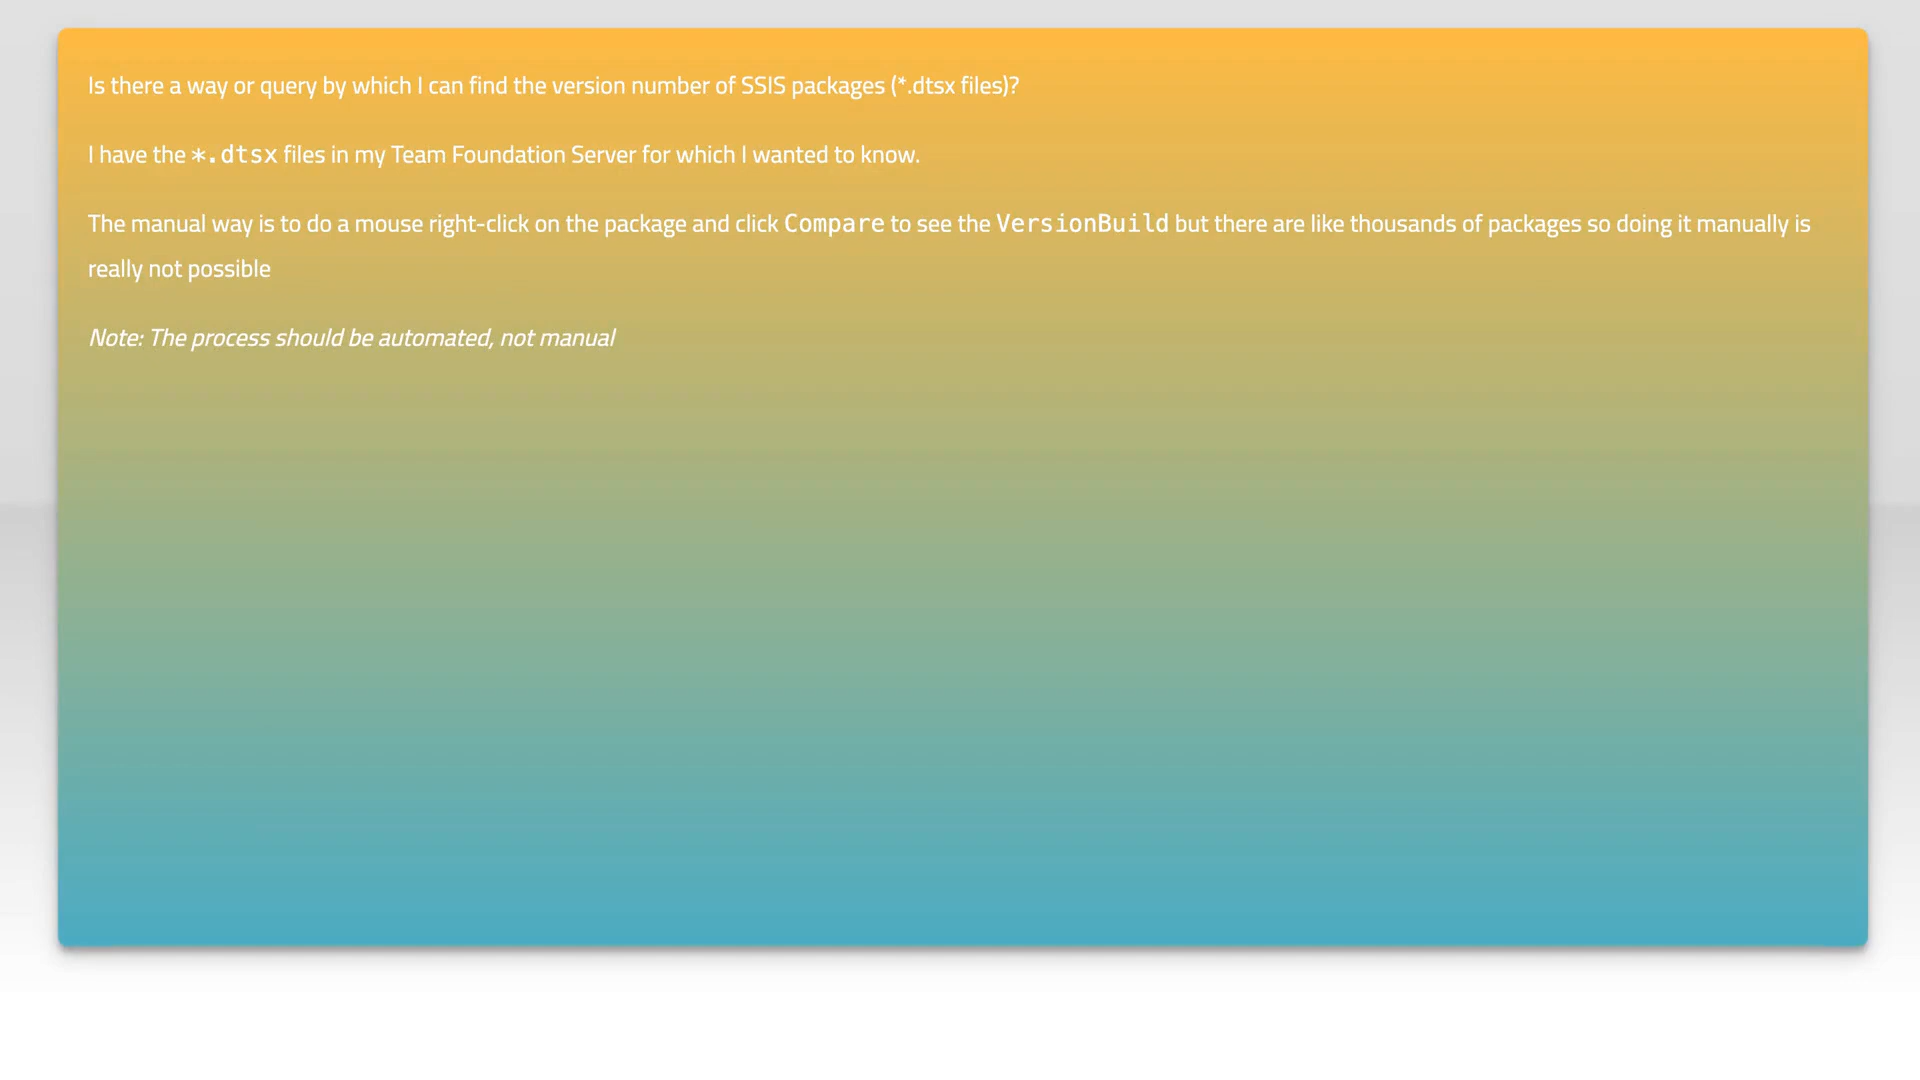 Is there a way or query by which I can find the version number of SSIS packages (*.dtsx files)?
I have the *.dtsx files in my Team Foundation Server for which I wanted to know.
The manual way is to do a mouse right-click on the package and click Compare to see the VersionBuild but there are like thousands of packages so doing it manually is
really not possible
Note: The process should be automated, not manual